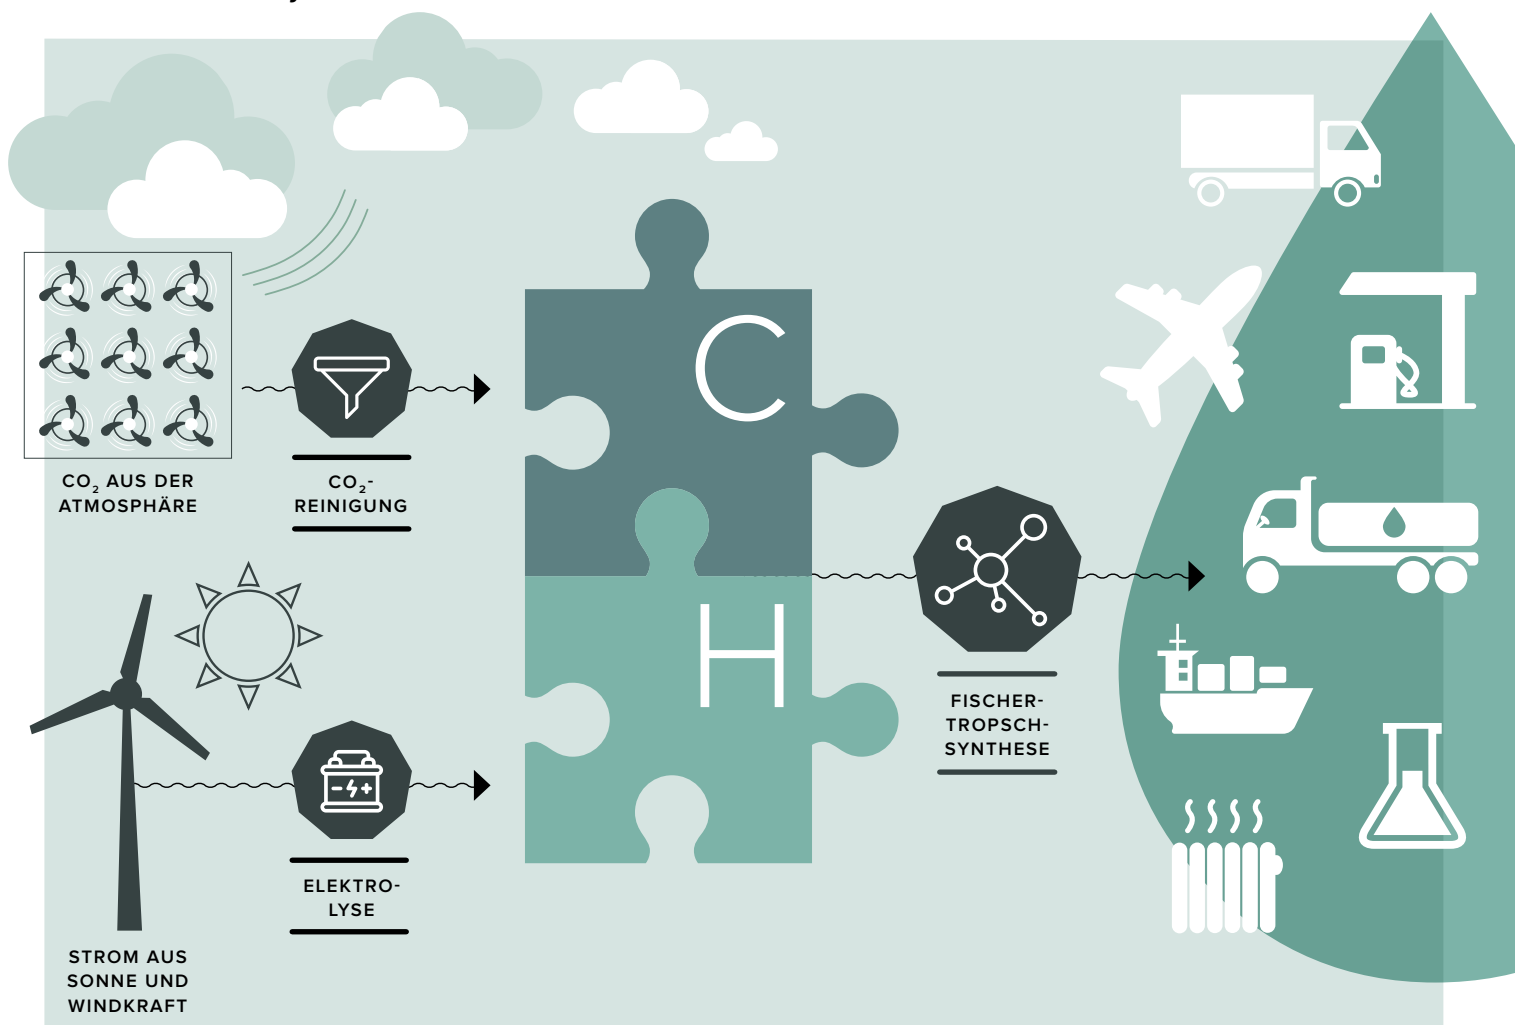 CO₂ AUS DER
ATMOSPHÄRE
CO₂-
REINIGUNG
C
H
FISCHER-
TROPSCH-
SYNTHESE
ELEKTRO-
LYSE
STROM AUS
SONNE UND
WINDKRAFT